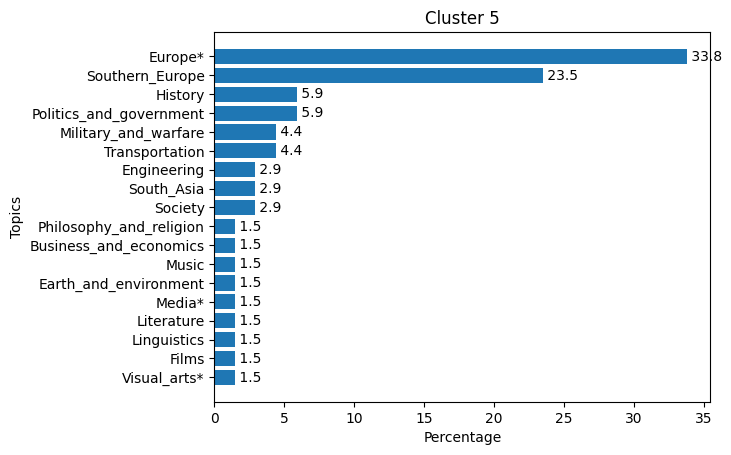 Cluster 5
Topics
Europe* 33.8
Southern_Europe 23.5
History 5.9
Politics_and_government 5.9
Military_and_warfare 4.4
Transportation 4.4
Engineering 2.9
South_Asia 2.9
Society 2.9
Philosophy_and_religion 1.5
Business_and_economics 1.5
Music 1.5
Earth_and_environment 1.5
Media* 1.5
Literature 1.5
Linguistics 1.5
Films 1.5
Visual_arts* 1.5
0 5 10 15 20 25 30 35
Percentage